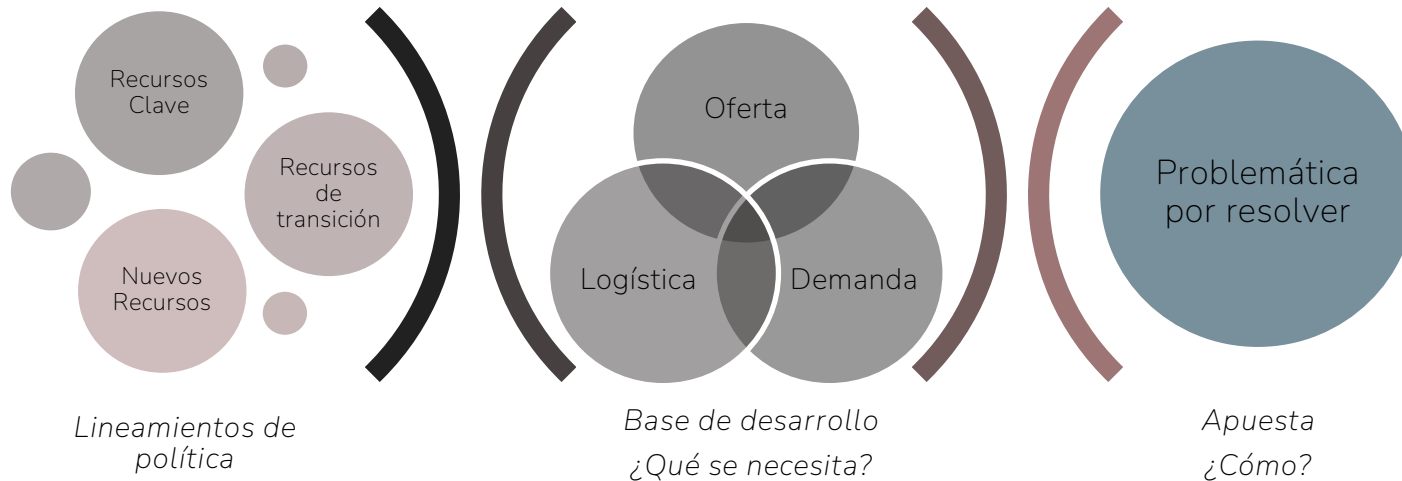 Recursos
Clave
Recursos
de
transición
Nuevos
Recursos
Lineamientos de
política
Oferta
Logística
Demanda
Base de desarrollo
¿Qué se necesita?
Problemática
por resolver
Apuesta
¿Cómo?